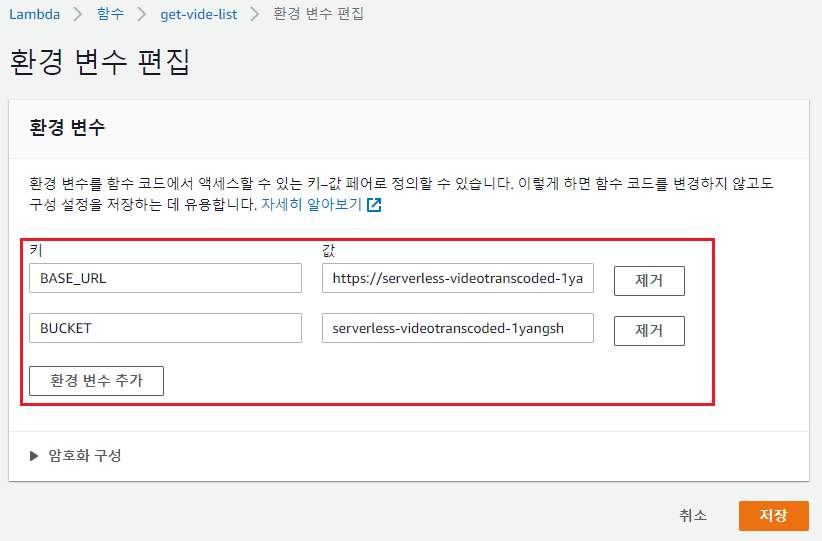 Lambda > 함수 > get-vide-list > 환경 변수 편집
환경 변수 편집
환경 변수
환경 변수를 함수 코드에서 액세스할 수 있는 키-값 페어로 정의할 수 있습니다. 이렇게 하면 함수 코드를 변경하지 않고도
구성 설정을 저장하는 데 유용합니다. 자세히 알아보기
키 값
BASE_URL https://serverless-videotranscoded-1ya 제거
BUCKET serverless-videotranscoded-1yangsh 제거
환경 변수 추가
암호화 구성
취소 저장